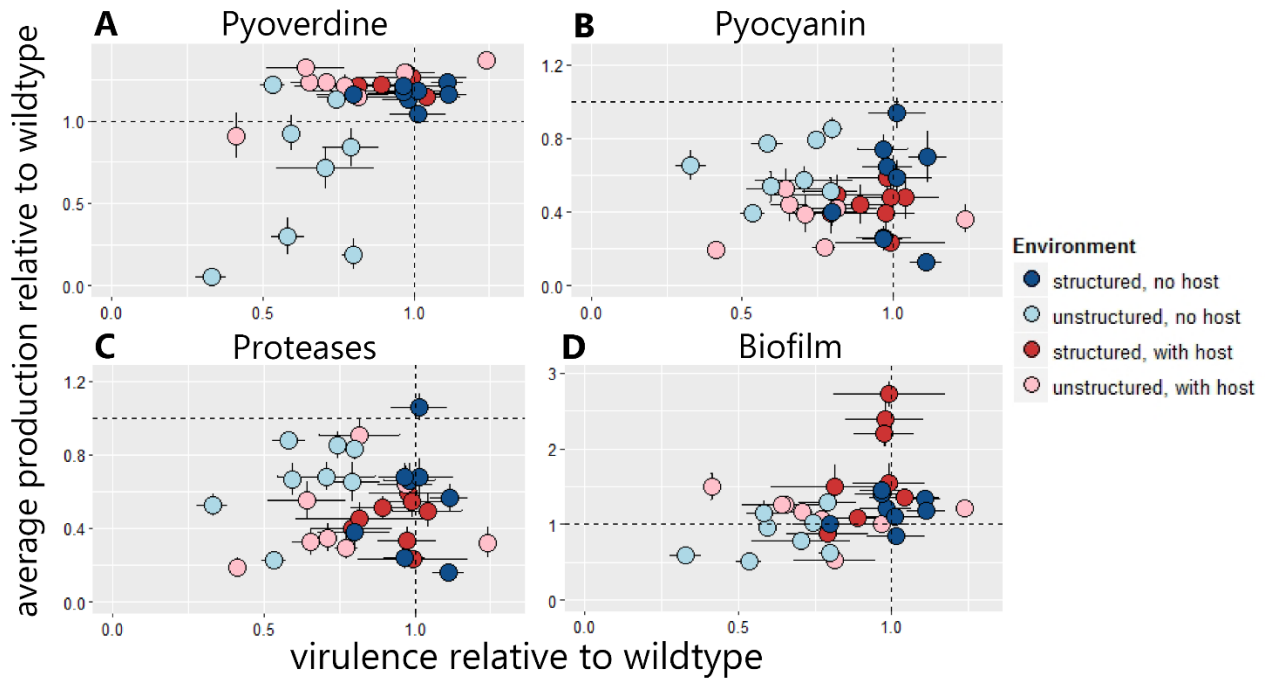 A Pyoverdine
B Pyocyanin
average production relative to wildtype
1.0
0.5
0.0
0.0 0.5 1.0
1.2
0.8
0.4
0.0
0.0 0.5 1.0
Environment
structured, no host
unstructured, no host
structured, with host
unstructured, with host
C Proteases
D Biofilm
1.2
0.8
0.4
0.0
0.0 0.5 1.0
3
2
1
0
0.0 0.5 1.0
virulence relative to wildtype